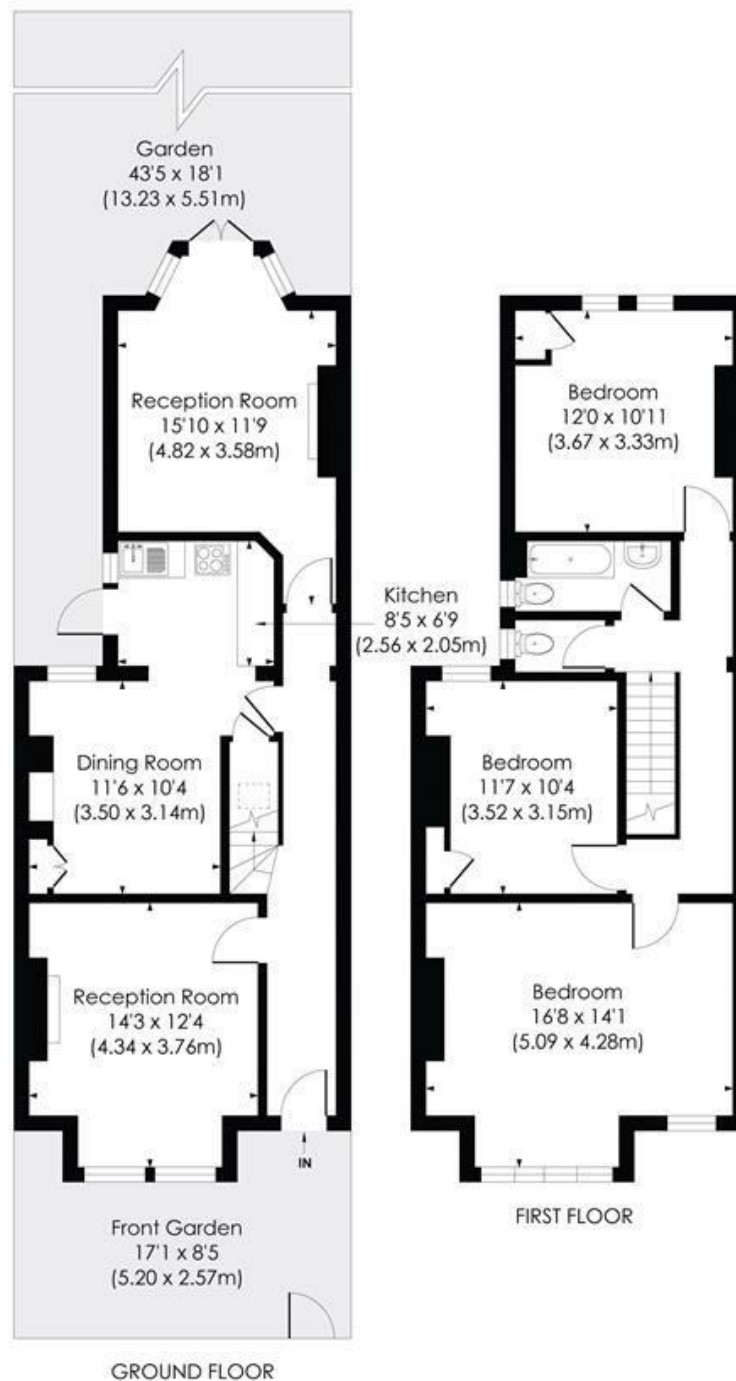 Garden
43'5 x 18'1
(13.23 x 5.51m)
Reception Room
15'10 x 11'9
(4.82 x 3.58m)
Kitchen
8'5 x 6'9
(2.56 x 2.05m)
Dining Room
11'6 x 10'4
(3.50 x 3.14m)
Reception Room
14'3 x 12'4
(4.34 x 3.76m)
IN
Front Garden
17'1 x 8'5
(5.20 x 2.57m)
GROUND FLOOR
Bedroom
12'0 x 10'11
(3.67 x 3.33m)
Bedroom
11'7 x 10'4
(3.52 x 3.15m)
Bedroom
16'8 x 14'1
(5.09 x 4.28m)
FIRST FLOOR